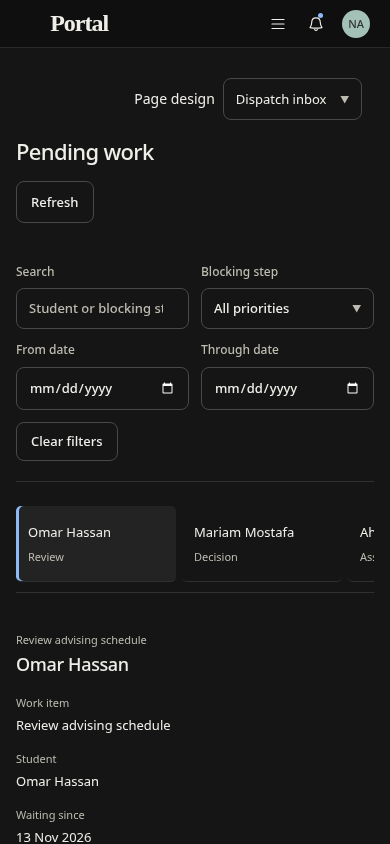 Portal
NA
Page design
Dispatch inbox
Pending work
Refresh
Search
Blocking step
Student or blocking st
All priorities
From date
Through date
mm/dd/yyyy
mm/dd/yyyy
Clear filters
Omar Hassan
Mariam Mostafa
Ah
Review
Decision
Ass
Review advising schedule
Omar Hassan
Work item
Review advising schedule
Student
Omar Hassan
Waiting since
13 Nov 2026